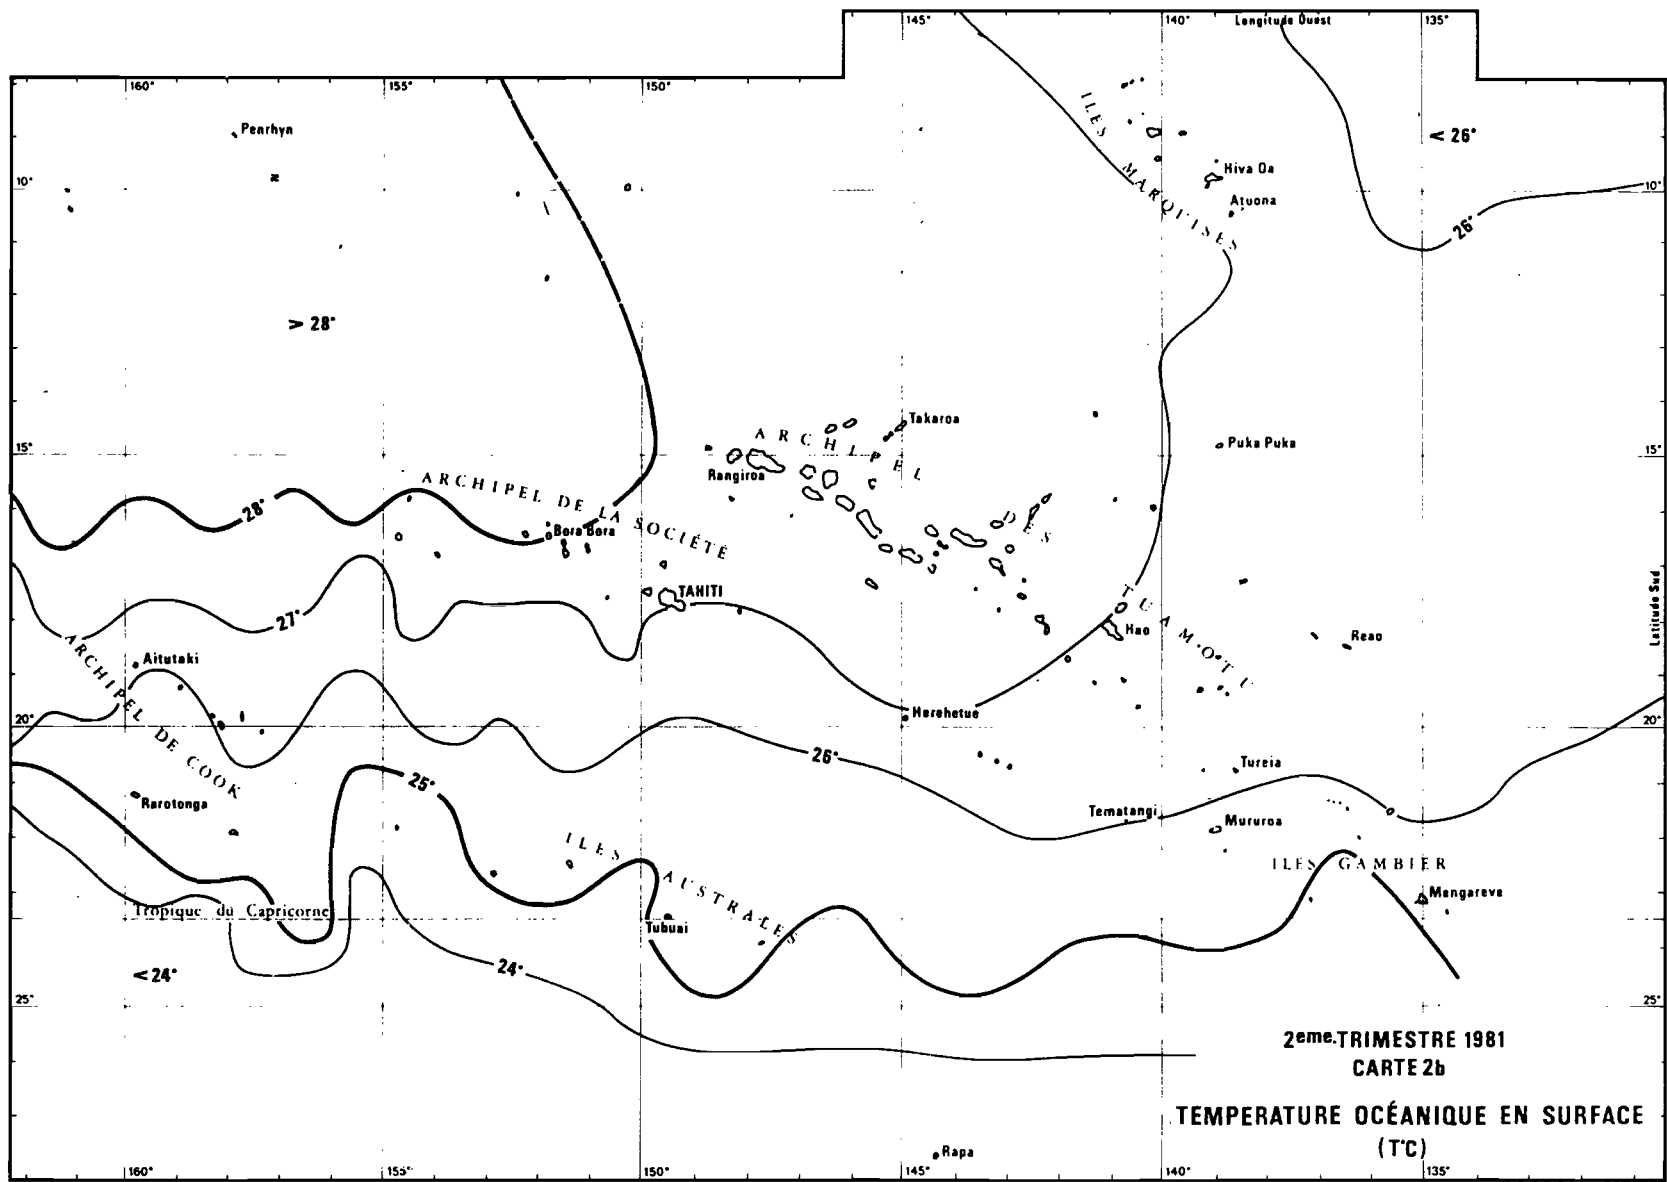 145° 140° Longitude Ouest 135°
160° 155° 150°
Penrhyn
< 26°
ILES MARQUISES
Hiva Oa
10° 10°
Atuona
26°
> 28°
Takaroa
ARCHIPEL DES TUAMOTU
Puka Puka
15° 15°
Rangiroa
ARCHIPEL DE LA SOCIÉTÉ
28°
Bora Bora
TAHITI
Latitude Sud
27°
Hao
Reao
ARCHIPEL DE COOK
Aitutaki
Herehetue
20° 20°
26°
Tureia
25°
Rarotonga
Tematangi
Mururoa
ILES AUSTRALES
ILES GAMBIER
Mangareve
Tropique du Capricorne
Tubuai
< 24°
24°
25° 25°
2eme. TRIMESTRE 1981
CARTE 2b
TEMPERATURE OCÉANIQUE EN SURFACE
(T°C)
Rapa
160° 155° 150° 145° 140° 135°